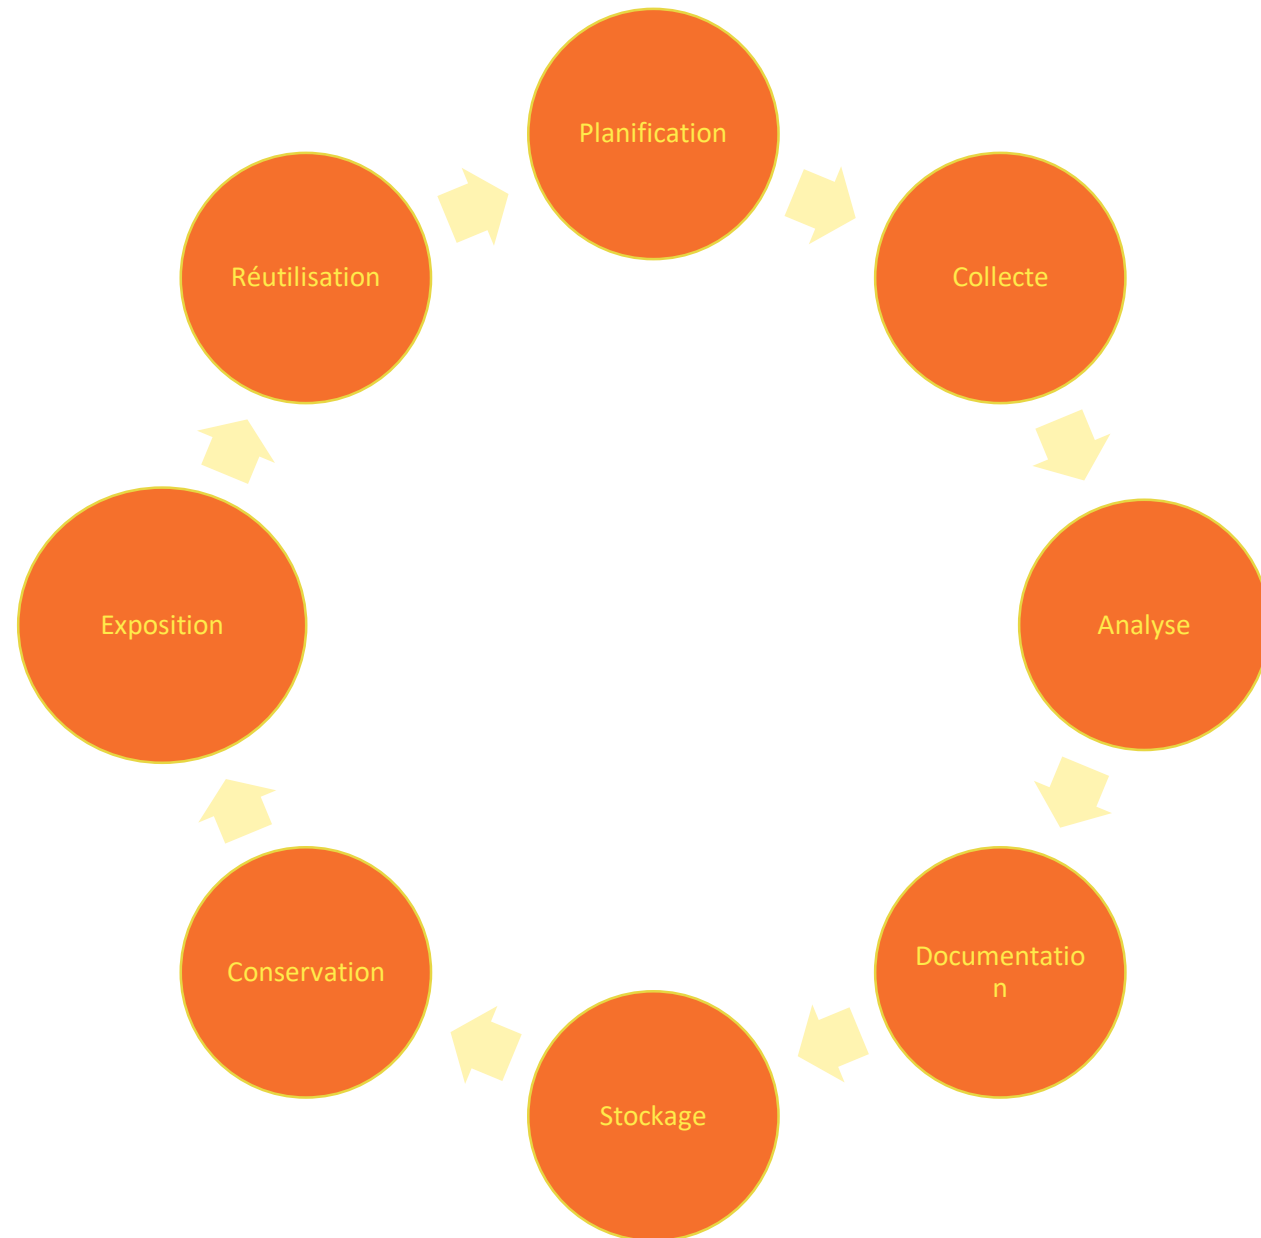 Planification
Collecte
Analyse
Documentatio
n
Stockage
Conservation
Exposition
Réutilisation